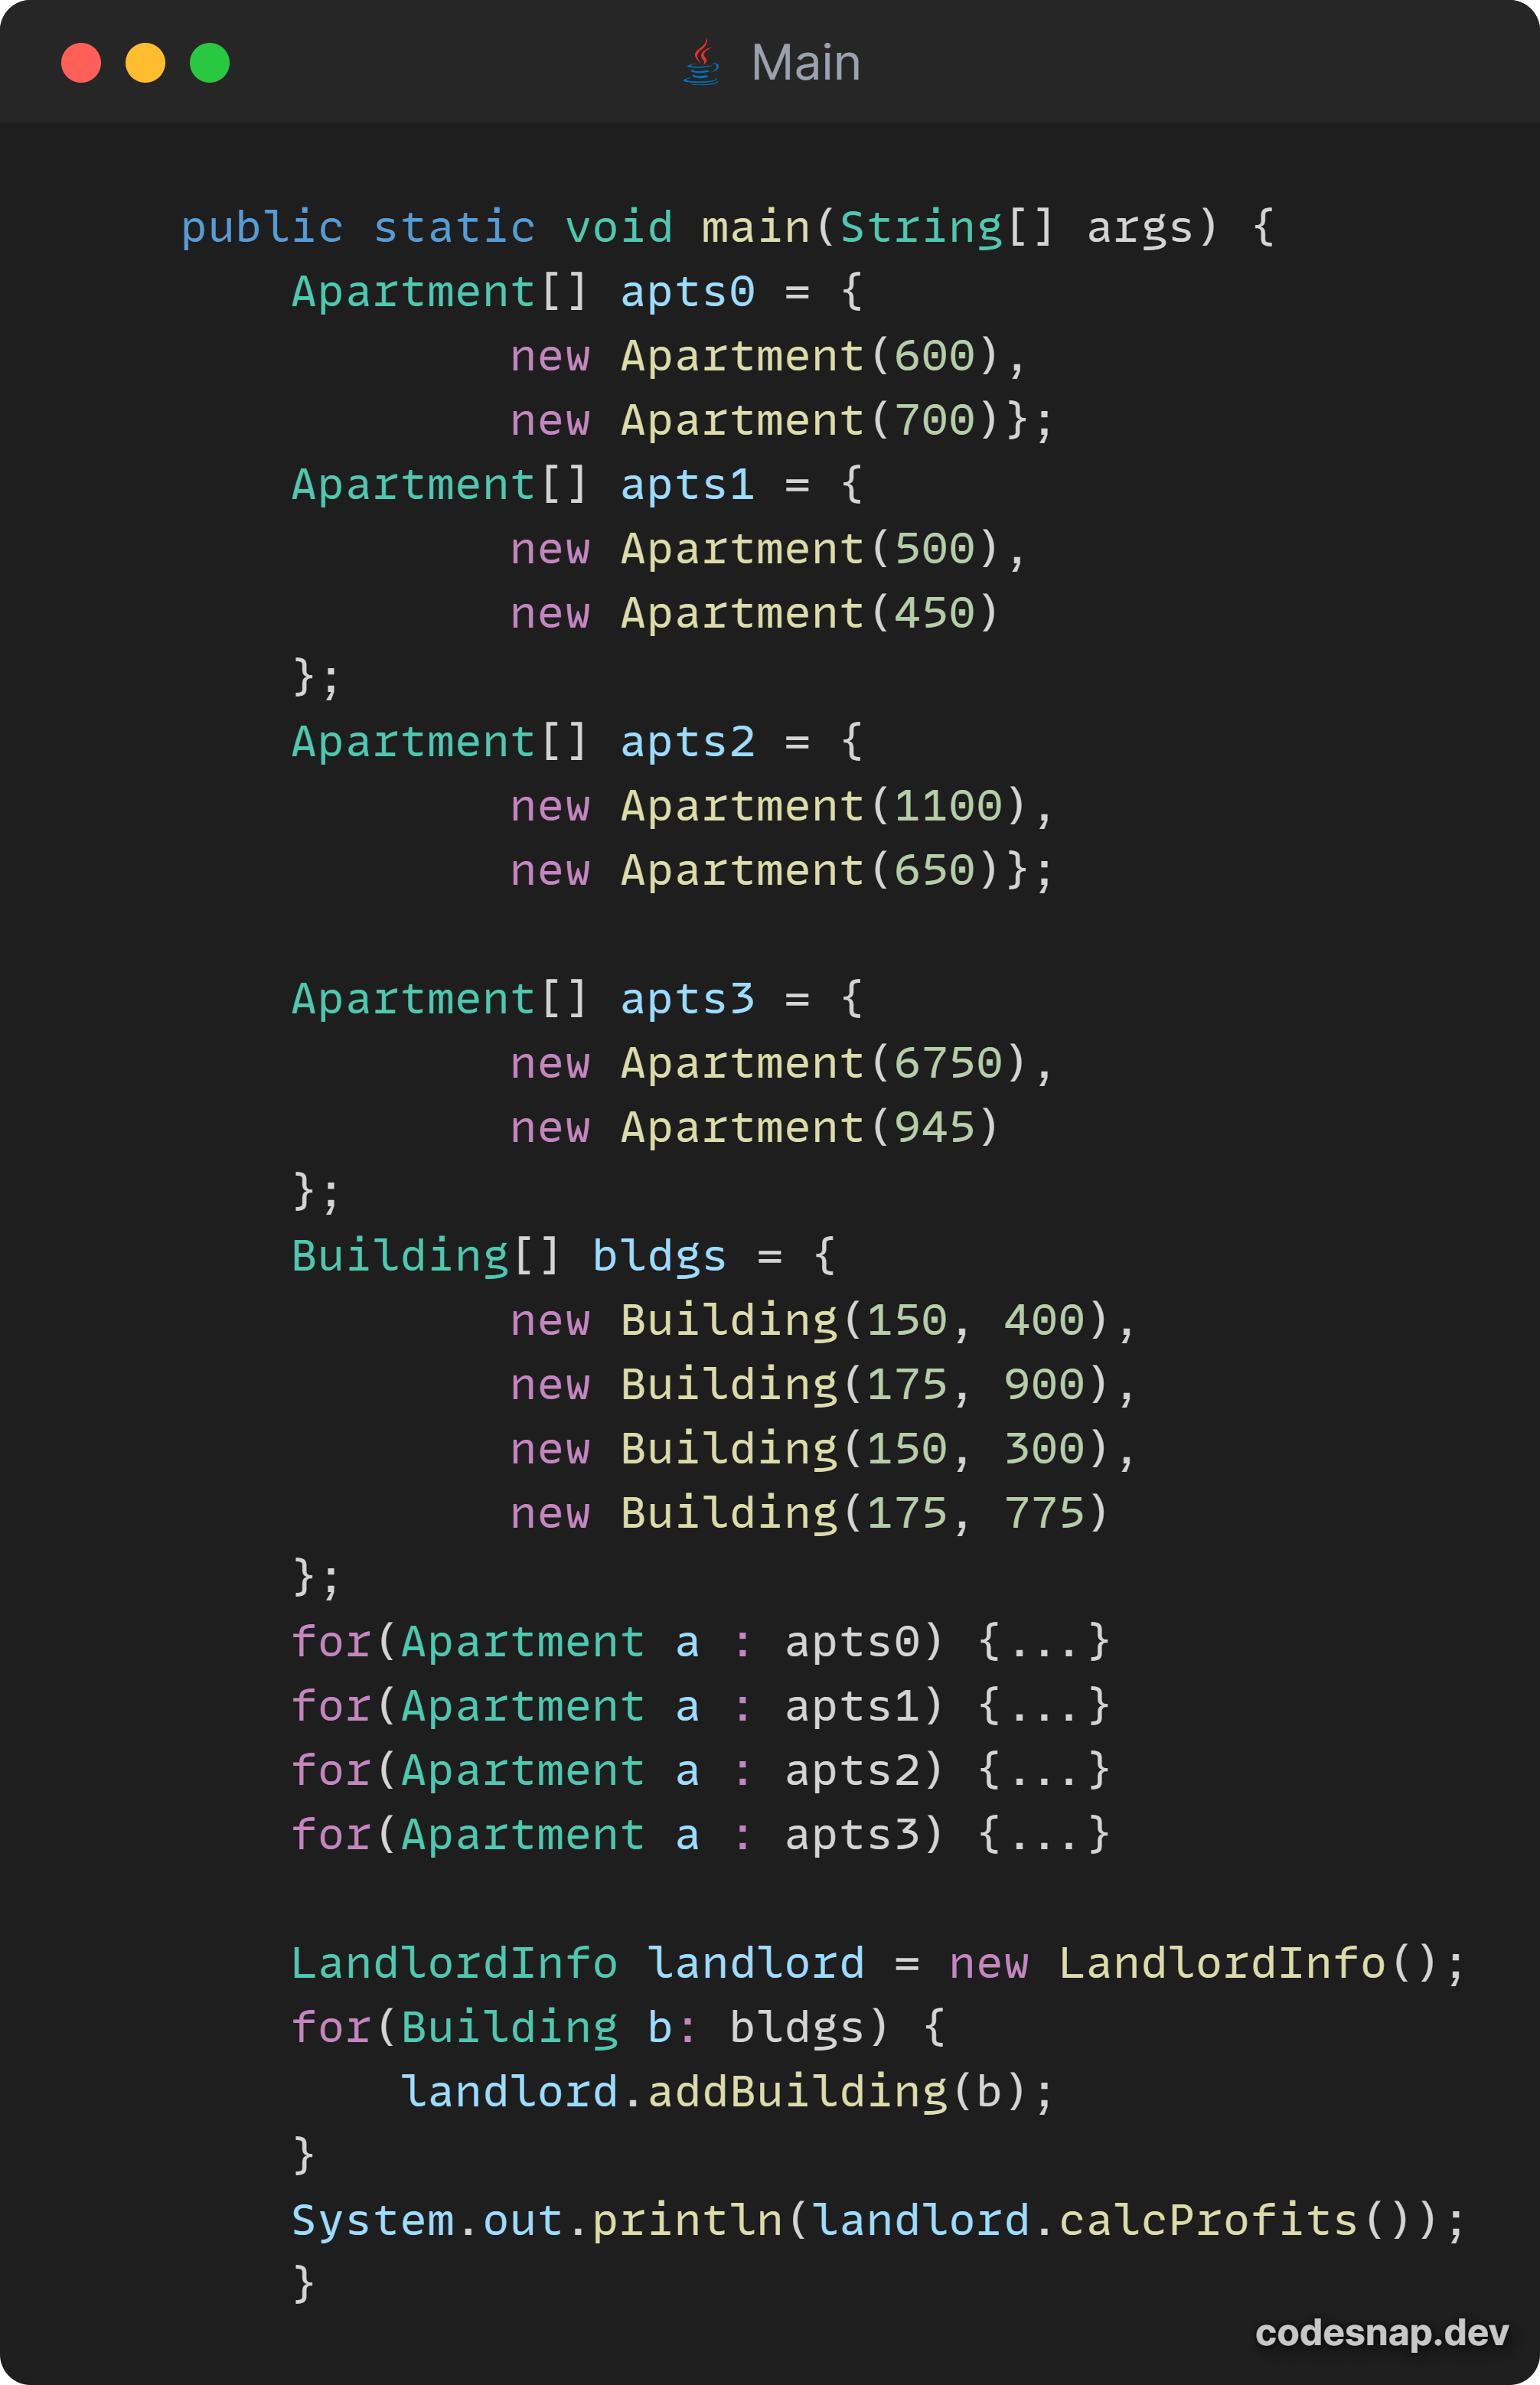 Main
public static void main(String[] args) {
    Apartment[] apts0 = {
            new Apartment(600),
            new Apartment(700)};
    Apartment[] apts1 = {
            new Apartment(500),
            new Apartment(450)
    };
    Apartment[] apts2 = {
            new Apartment(1100),
            new Apartment(650)};

    Apartment[] apts3 = {
            new Apartment(6750),
            new Apartment(945)
    };
    Building[] bldgs = {
            new Building(150, 400),
            new Building(175, 900),
            new Building(150, 300),
            new Building(175, 775)
    };
    for(Apartment a : apts0) {...}
    for(Apartment a : apts1) {...}
    for(Apartment a : apts2) {...}
    for(Apartment a : apts3) {...}

    LandlordInfo landlord = new LandlordInfo();
    for(Building b: bldgs) {
        landlord.addBuilding(b);
    }
    System.out.println(landlord.calcProfits());
    }
codesnap.dev